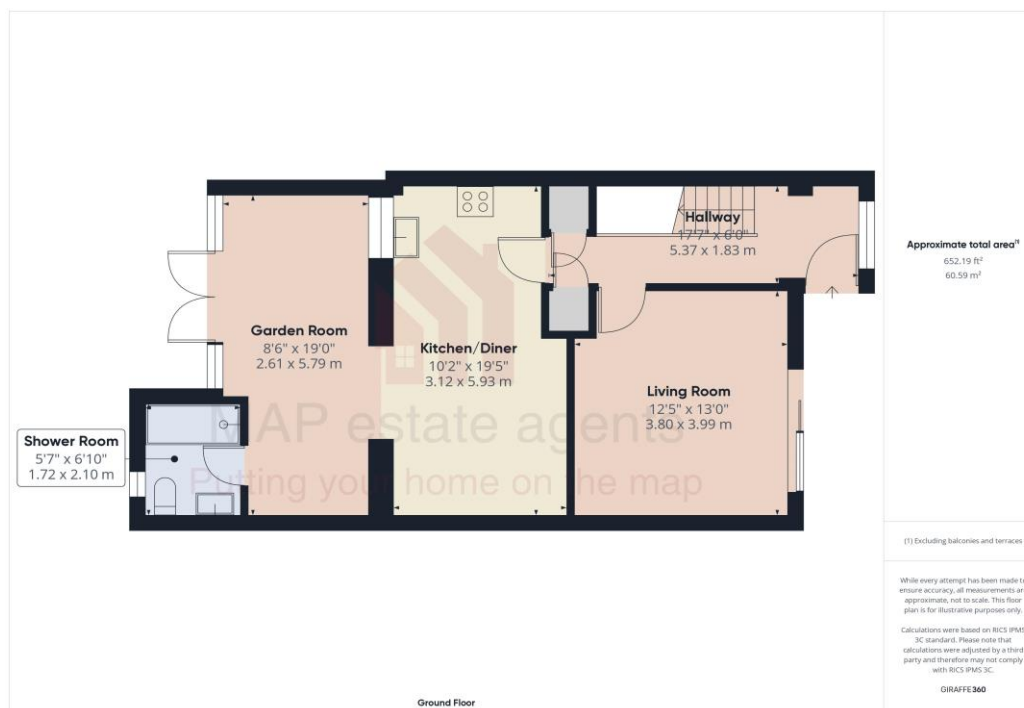 Approximate total area⁽¹⁾
652.19 ft²
60.59 m²
Hallway
17'7" x 6'0"
5.37 x 1.83 m
Garden Room
8'6" x 19'0"
2.61 x 5.79 m
Kitchen/Diner
10'2" x 19'5"
3.12 x 5.93 m
Living Room
12'5" x 13'0"
3.80 x 3.99 m
Shower Room
5'7" x 6'10"
1.72 x 2.10 m
MAP estate agents
Putting your home on the map
(1) Excluding balconies and terraces
While every attempt has been made to
ensure accuracy, all measurements are
approximate, not to scale. This floor
plan is for illustrative purposes only.
Calculations were based on RICS IPMS
3C standard. Please note that
calculations were adjusted by a third
party and therefore may not comply
with RICS IPMS 3C.
GIRAFFE360
Ground Floor